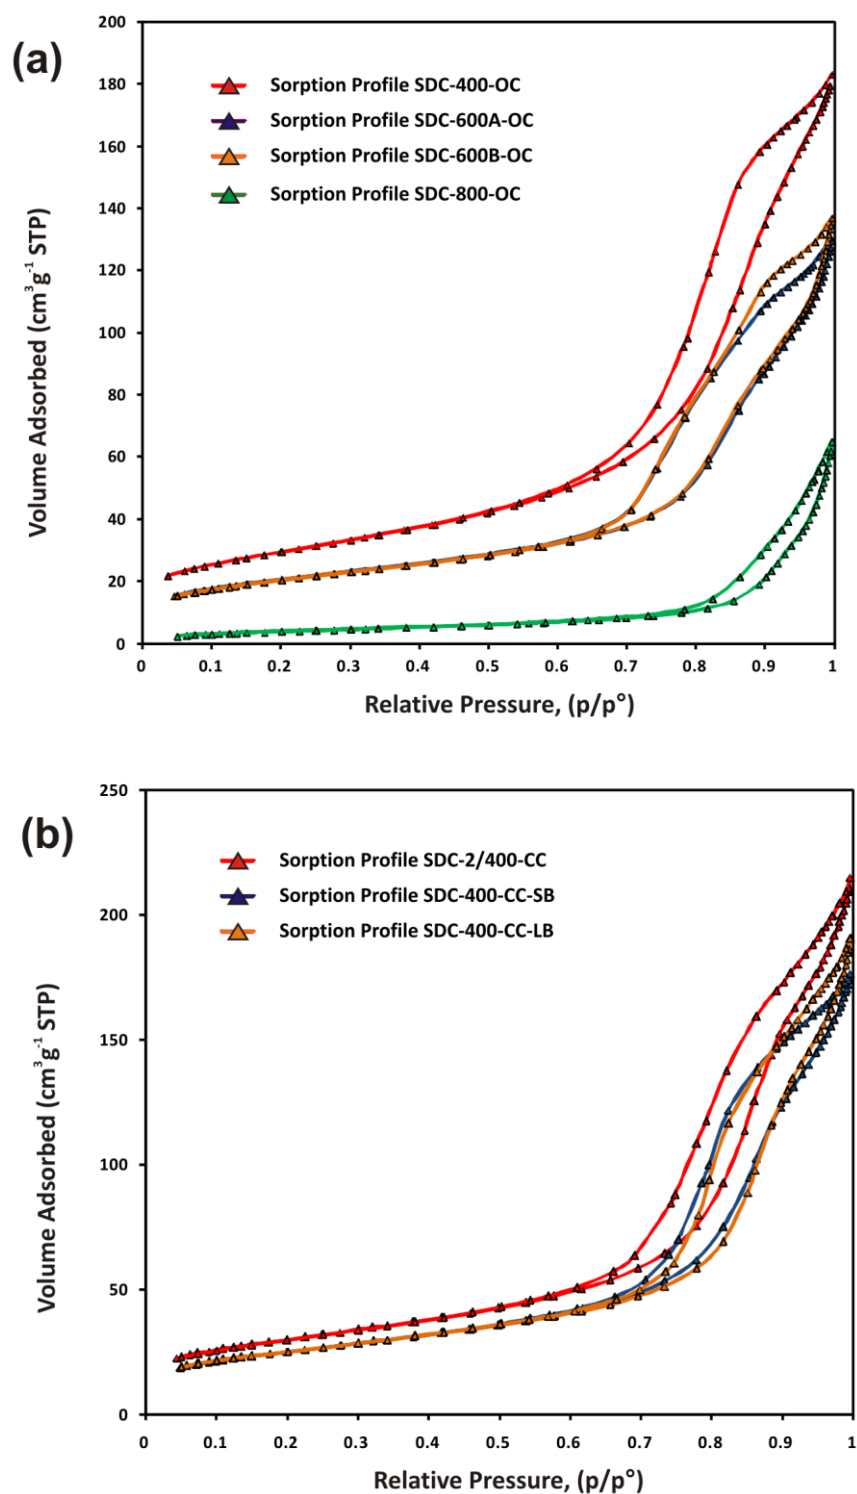 (a)
200
180
160
140
120
100
80
60
40
20
0
Volume Adsorbed (cm³g⁻¹ STP)
Sorption Profile SDC-400-OC
Sorption Profile SDC-600A-OC
Sorption Profile SDC-600B-OC
Sorption Profile SDC-800-OC
0 0.1 0.2 0.3 0.4 0.5 0.6 0.7 0.8 0.9 1
Relative Pressure, (p/p°)
(b)
250
200
150
100
50
0
Volume Adsorbed (cm³g⁻¹ STP)
Sorption Profile SDC-2/400-CC
Sorption Profile SDC-400-CC-SB
Sorption Profile SDC-400-CC-LB
0 0.1 0.2 0.3 0.4 0.5 0.6 0.7 0.8 0.9 1
Relative Pressure, (p/p°)